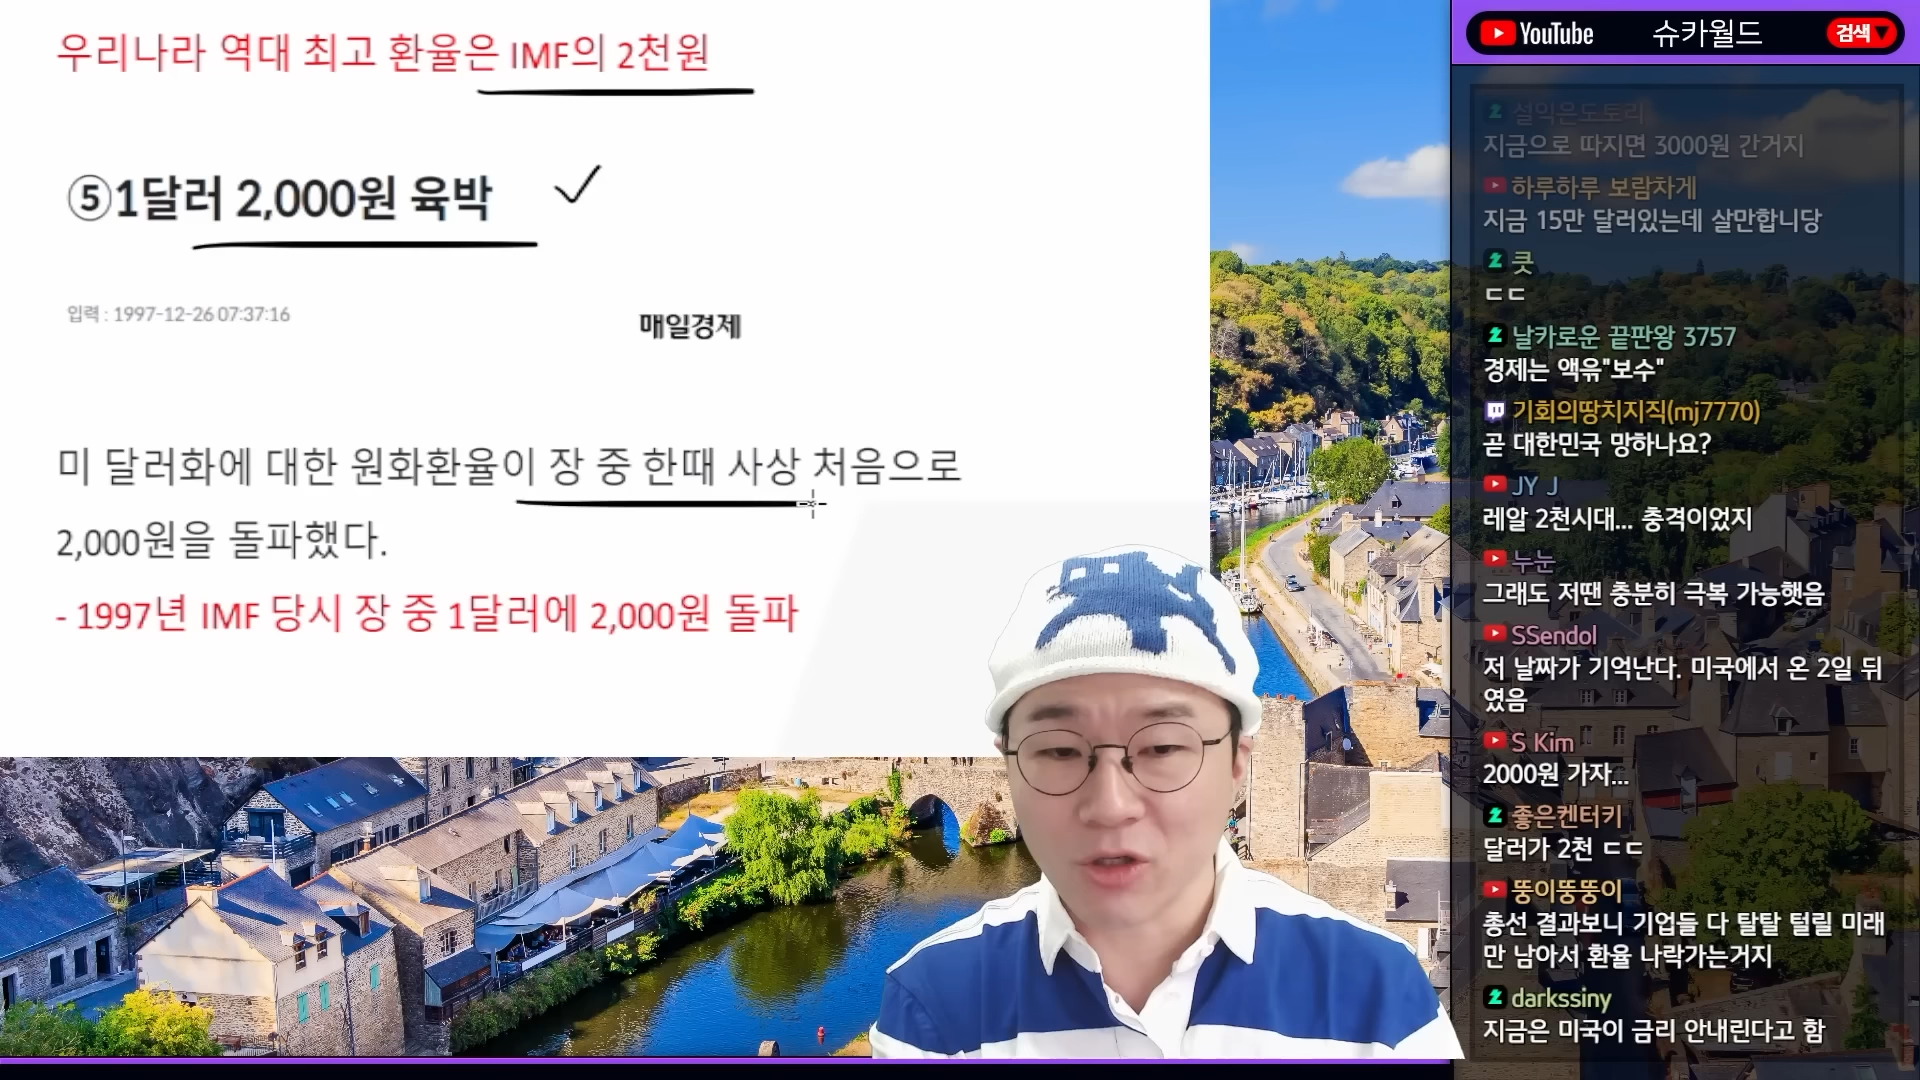 우리나라 역대 최고 환율은 IMF의 2천원
⑤1달러 2,000원 육박
입력 : 1997-12-26 07:37:16
매일경제
미 달러화에 대한 원화환율이 장 중 한때 사상 처음으로
2,000원을 돌파했다.
- 1997년 IMF 당시 장 중 1달러에 2,000원 돌파
YouTube 슈카월드 검색
설익은도토리
지금으로 따지면 3000원 간거지
하루하루 보람차게
지금 15만 달러있는데 살만합니당
큿
ㄷㄷ
날카로운 끝판왕 3757
경제는 액윾"보수"
기회의땅치지직(mj7770)
곧 대한민국 망하나요?
JY J
레알 2천시대... 충격이었지
누눈
그래도 저땐 충분히 극복 가능햇음
SSendol
저 날짜가 기억난다. 미국에서 온 2일 뒤
였음
S Kim
2000원 가자...
좋은켄터키
달러가 2천 ㄷㄷ
뚱이뚱뚱이
총선 결과보니 기업들 다 탈탈 털릴 미래
만 남아서 환율 나락가는거지
darkssiny
지금은 미국이 금리 안내린다고 함